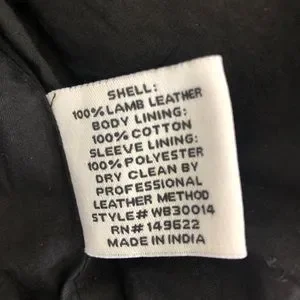 SHELL:
100% LAMB LEATHER
BODY LINING:
100% COTTON
SLEEVE LINING:
100% POLYESTER
DRY CLEAN BY
PROFESSIONAL
LEATHER METHOD
STYLE# WB30014
RN# 149622
MADE IN INDIA